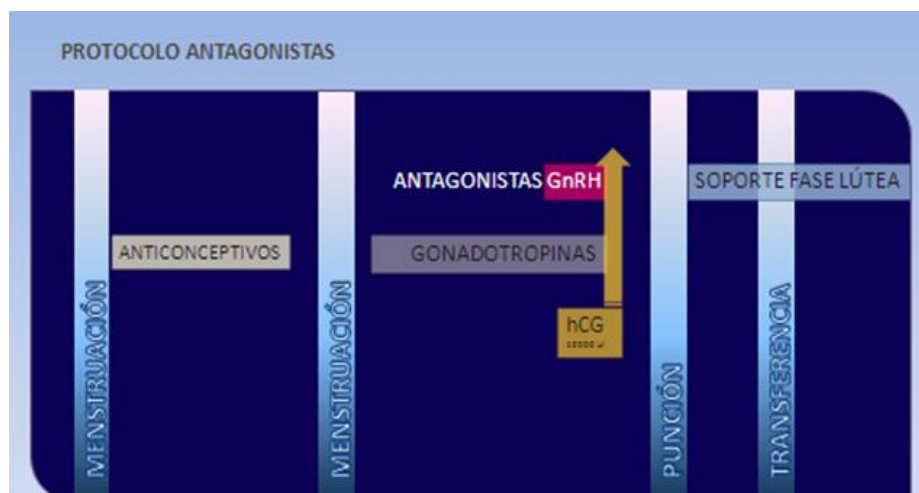 PROTOCOLO ANTAGONISTAS
MENSTRUACIÓN
ANTICONCEPTIVOS
MENSTRUACIÓN
ANTAGONISTAS GnRH
GONADOTROPINAS
hCG
PUNCIÓN
SOPORTE FASE LÚTEA
TRANSFERENCIA